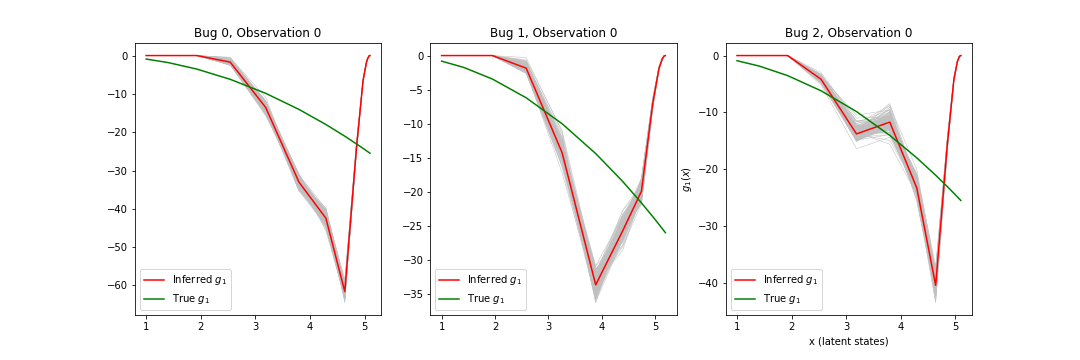 Bug 0, Observation 0
0
−10
−20
−30
−40
−50
−60
1 2 3 4 5
Inferred g₁
True g₁
Bug 1, Observation 0
0
−5
−10
−15
−20
−25
−30
−35
1 2 3 4 5
Inferred g₁
True g₁
Bug 2, Observation 0
g₁(x)
0
−10
−20
−30
−40
1 2 3 4 5
x (latent states)
Inferred g₁
True g₁